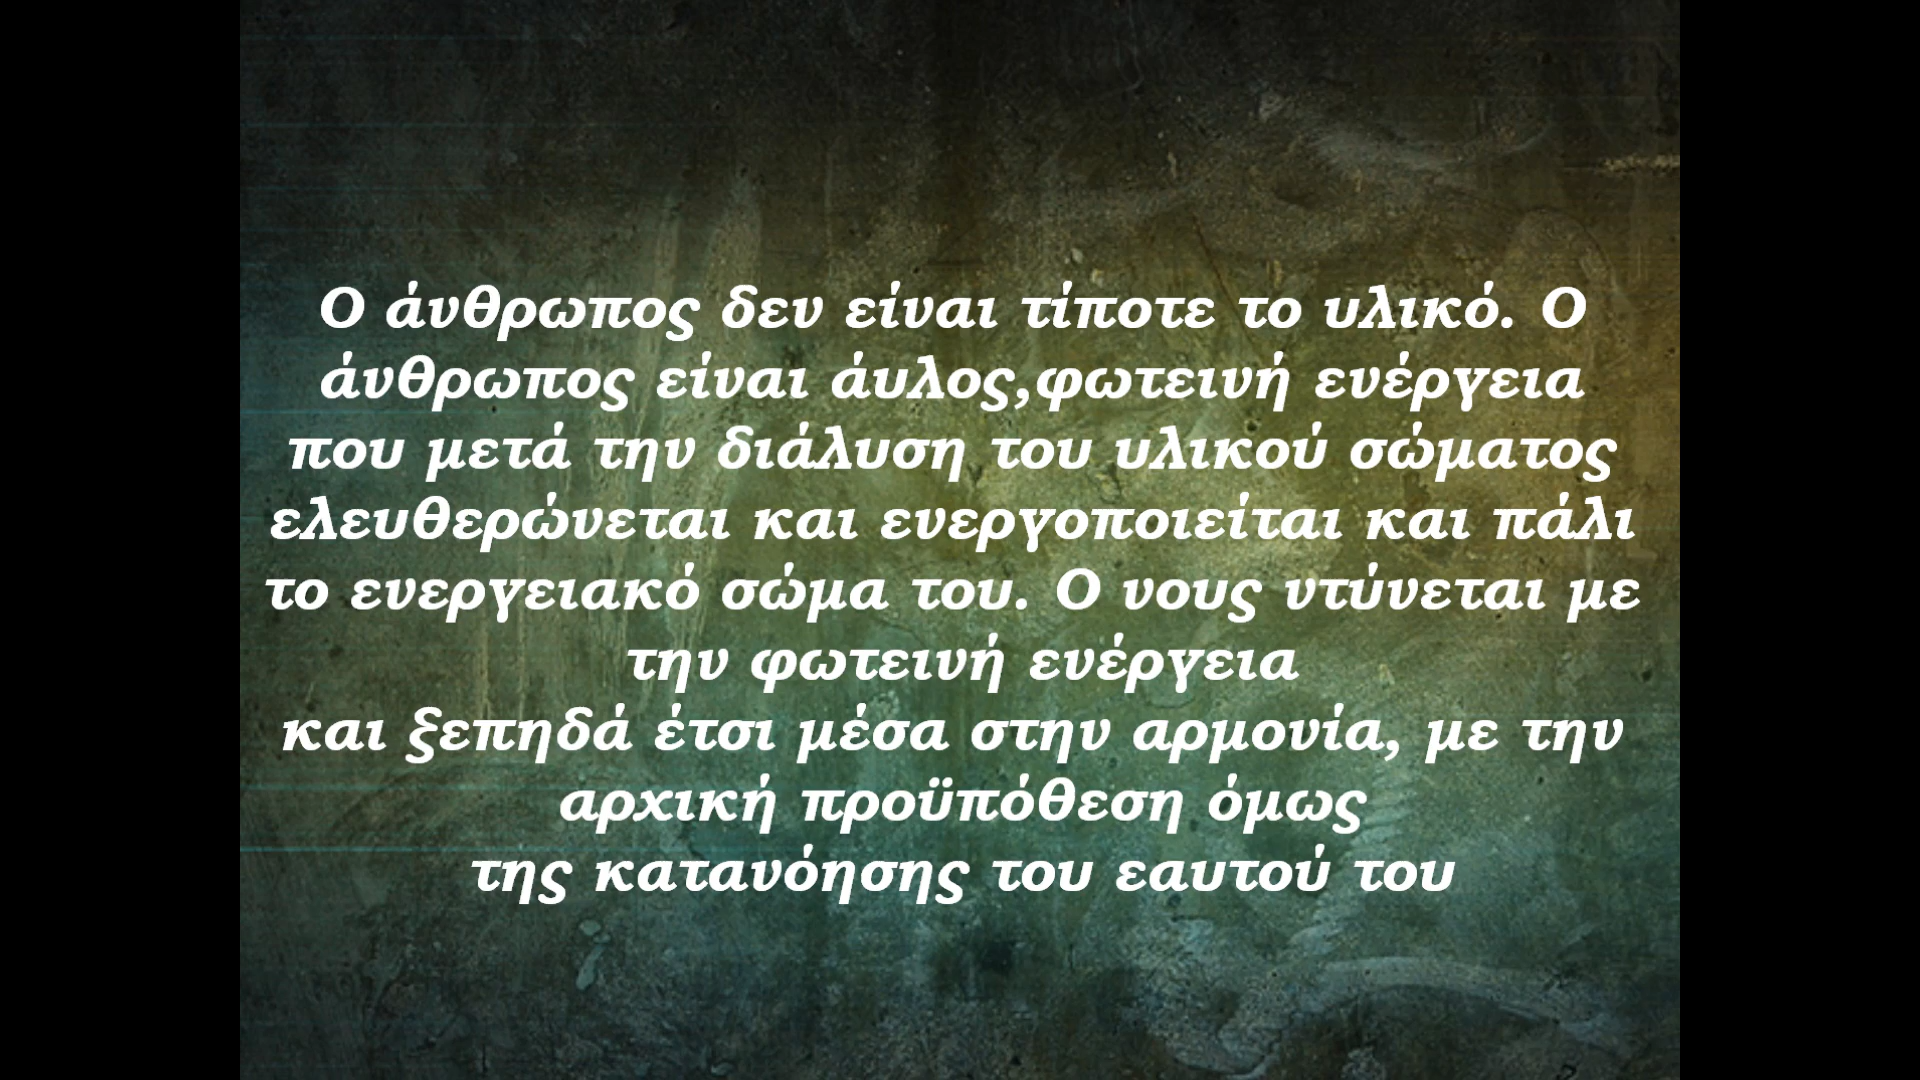 Ο άνθρωπος δεν είναι τίποτε το υλικό. Ο
άνθρωπος είναι άυλος,φωτεινή ενέργεια
που μετά την διάλυση του υλικού σώματος
ελευθερώνεται και ενεργοποιείται και πάλι
το ενεργειακό σώμα του. Ο νους ντύνεται με
την φωτεινή ενέργεια
και ξεπηδά έτσι μέσα στην αρμονία, με την
αρχική προϋπόθεση όμως
της κατανόησης του εαυτού του